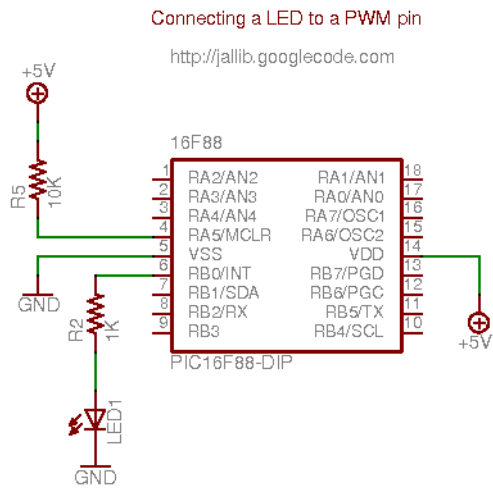 Connecting a LED to a PWM pin
http://jallib.googlecode.com
+5V
16F88
R5
10K
1 RA2/AN2 RA1/AN1 18
2 RA3/AN3 RA0/AN0 17
3 RA4/AN4 RA7/OSC1 16
4 RA5/MCLR RA6/OSC2 15
5 VSS VDD 14
6 RB0/INT RB7/PGD 13
7 RB1/SDA RB6/PGC 12
8 RB2/RX RB5/TX 11
9 RB3 RB4/SCL 10
GND
R2
1K
+5V
PIC16F88-DIP
LED1
GND